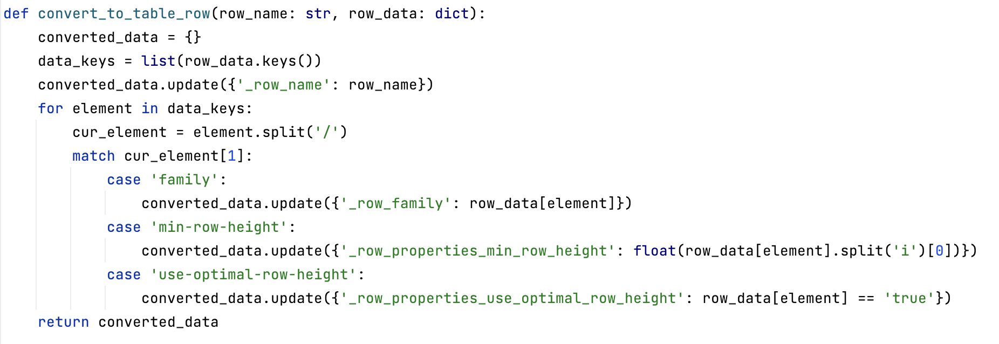 def convert_to_table_row(row_name: str, row_data: dict):
    converted_data = {}
    data_keys = list(row_data.keys())
    converted_data.update({'_row_name': row_name})
    for element in data_keys:
        cur_element = element.split('/')
        match cur_element[1]:
            case 'family':
                converted_data.update({'_row_family': row_data[element]})
            case 'min-row-height':
                converted_data.update({'_row_properties_min_row_height': float(row_data[element].split('i')[0])})
            case 'use-optimal-row-height':
                converted_data.update({'_row_properties_use_optimal_row_height': row_data[element] == 'true'})
    return converted_data